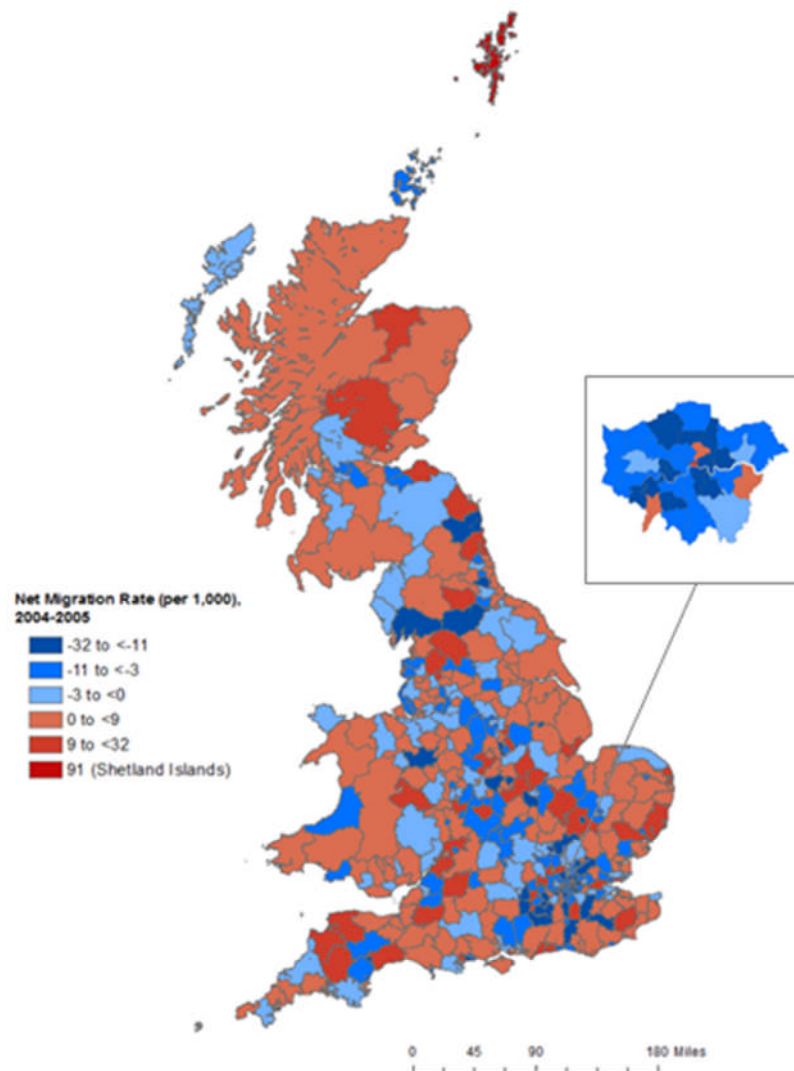 Net Migration Rate (per 1,000),
2004-2005
-32 to <-11
-11 to <-3
-3 to <0
0 to <9
9 to <32
91 (Shetland Islands)
0 45 90 180 Miles